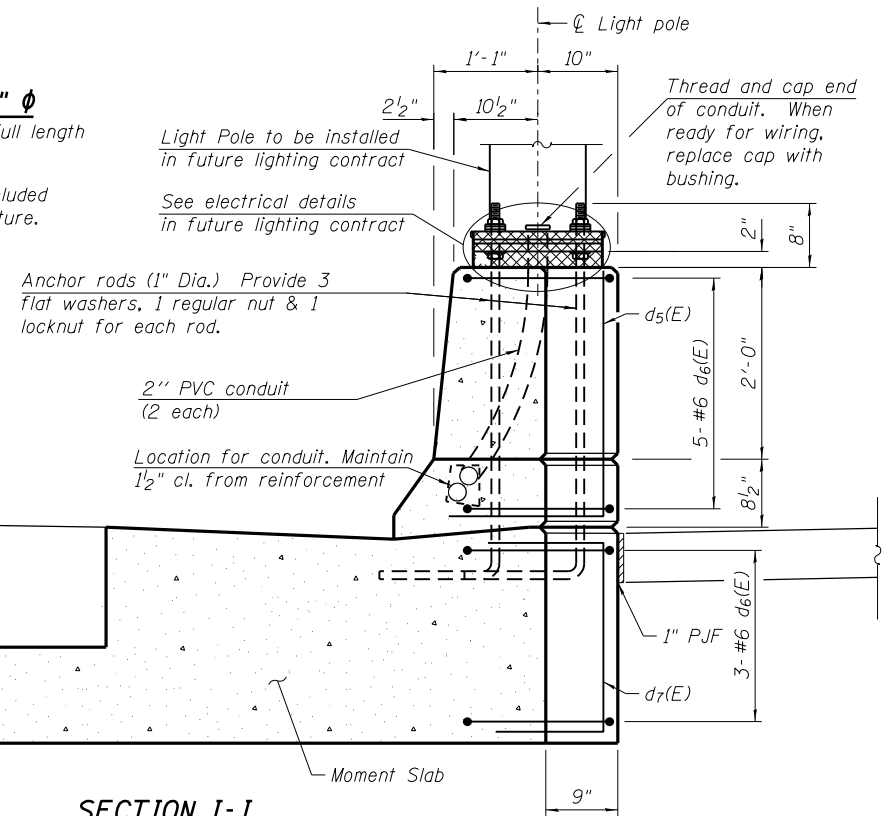 ℄ Light pole
1'-1"
10"
" ϕ
full length
2½"
10½"
Thread and cap end
of conduit. When
ready for wiring,
replace cap with
bushing.
Light Pole to be installed
in future lighting contract
See electrical details
in future lighting contract
2"
8"
Anchor rods (1" Dia.) Provide 3
flat washers, 1 regular nut & 1
locknut for each rod.
d5(E)
5-#6 d6(E)
2'-0"
2'' PVC conduit
(2 each)
Location for conduit. Maintain
1½" cl. from reinforcement
8½"
1" PJF
3-#6 d6(E)
d7(E)
Moment Slab
9"